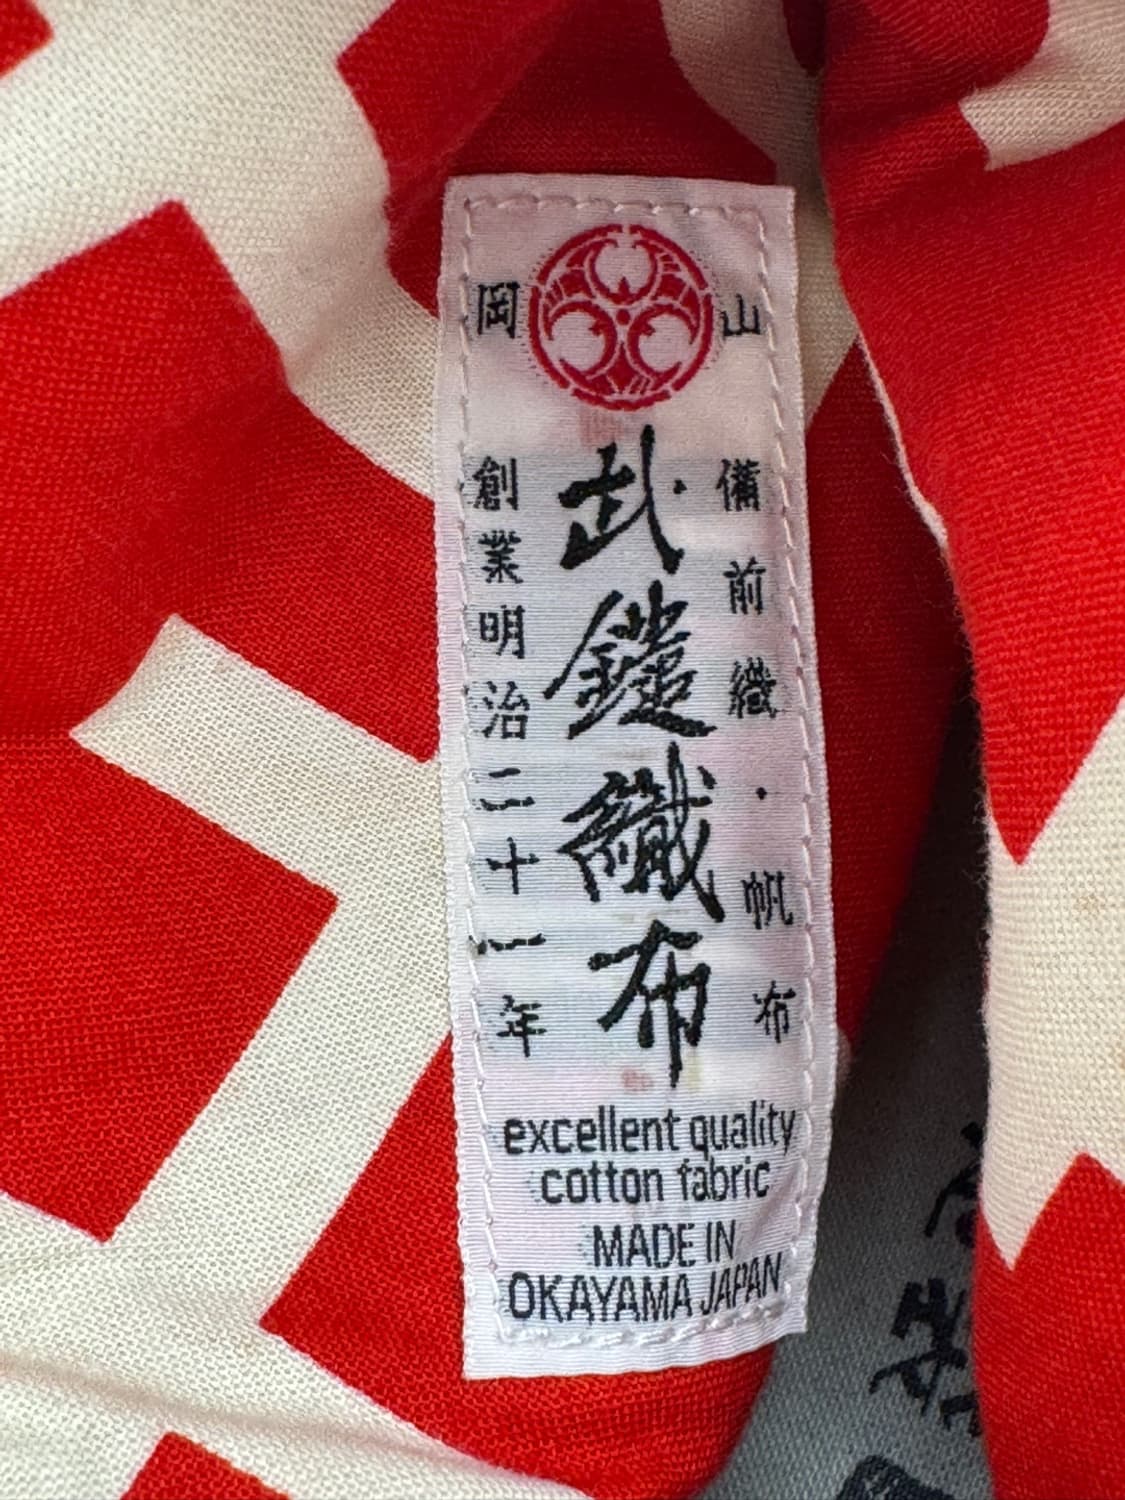 岡山
備前織・帆布
武鑓織布
創業明治二十一年
excellent quality
cotton fabric
MADE IN
OKAYAMA JAPAN